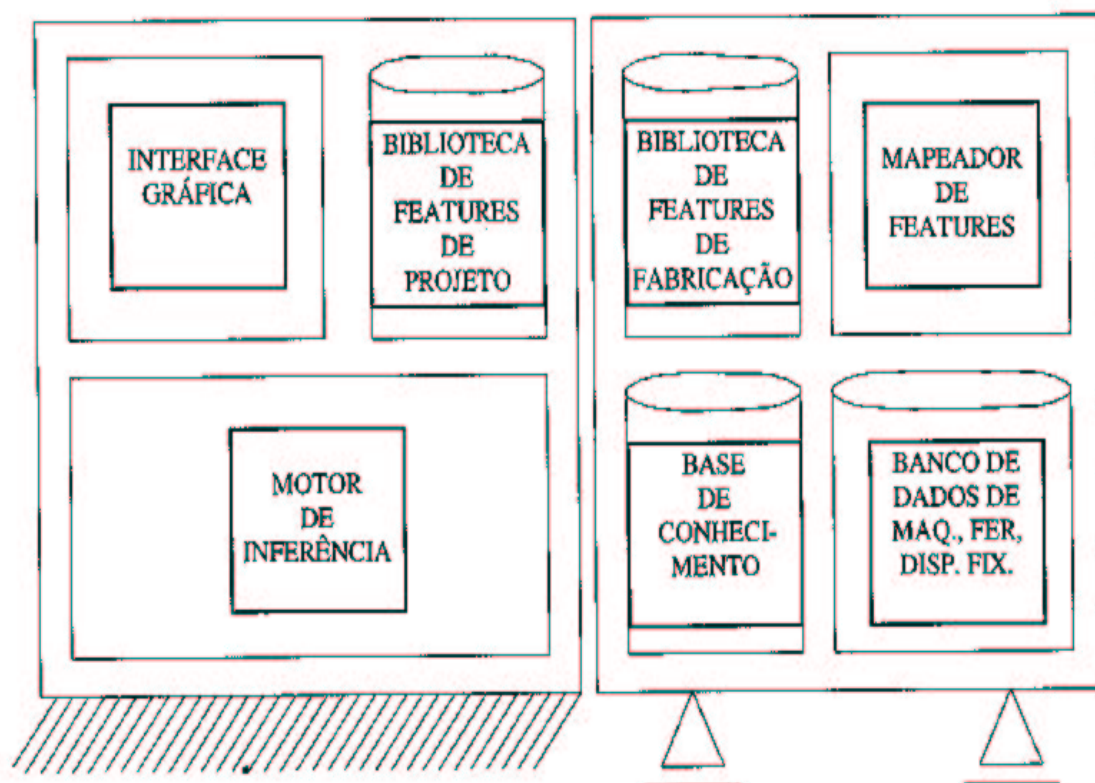 INTERFACE
GRÁFICA
BIBLIOTECA
DE
FEATURES
DE
PROJETO
BIBLIOTECA
DE
FEATURES
DE
FABRICAÇÃO
MAPEADOR
DE
FEATURES
MOTOR
DE
INFERÊNCIA
BASE
DE
CONHECI-
MENTO
BANCO DE
DADOS DE
MAQ., FER,
DISP. FIX.